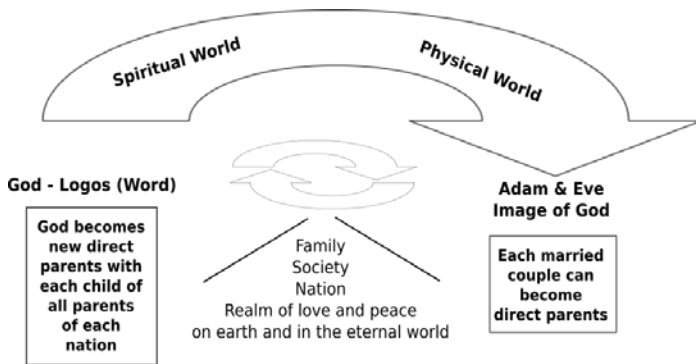 Spiritual World
Physical World
God - Logos (Word)
God becomes
new direct
parents with
each child of
all parents
of each
nation
Family
Society
Nation
Realm of love and peace
on earth and in the eternal world
Adam & Eve
Image of God
Each married
couple can
become
direct parents